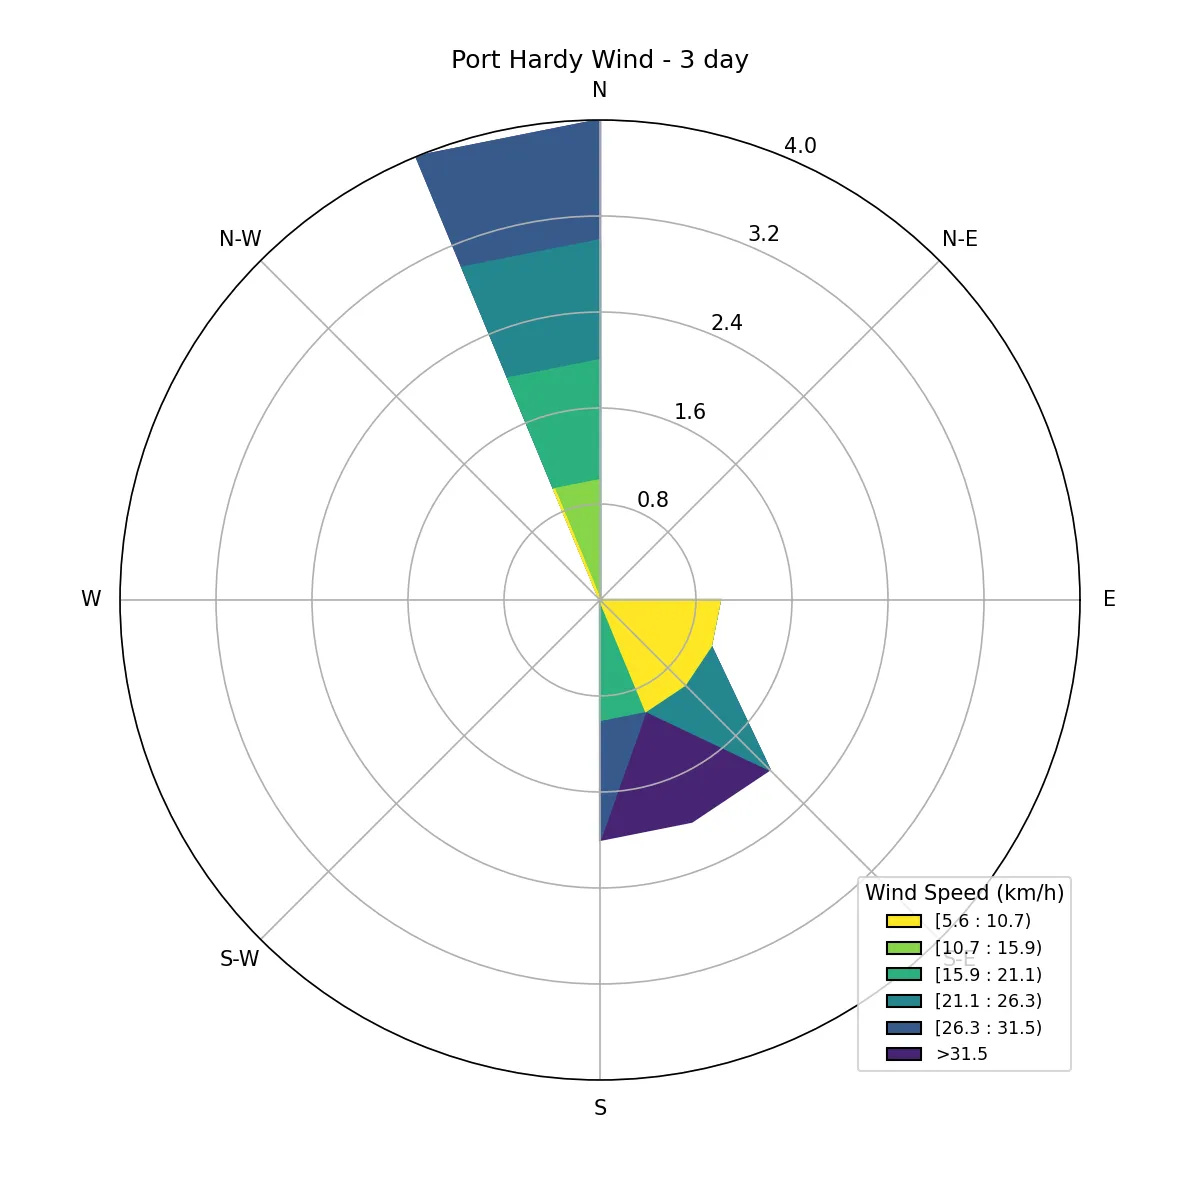 Port Hardy Wind - 3 day
N
4.0
3.2
N-W
N-E
2.4
1.6
0.8
W
E
Wind Speed (km/h)
[5.6 : 10.7)
[10.7 : 15.9)
S-W
S-E
[15.9 : 21.1)
[21.1 : 26.3)
[26.3 : 31.5)
>31.5
S